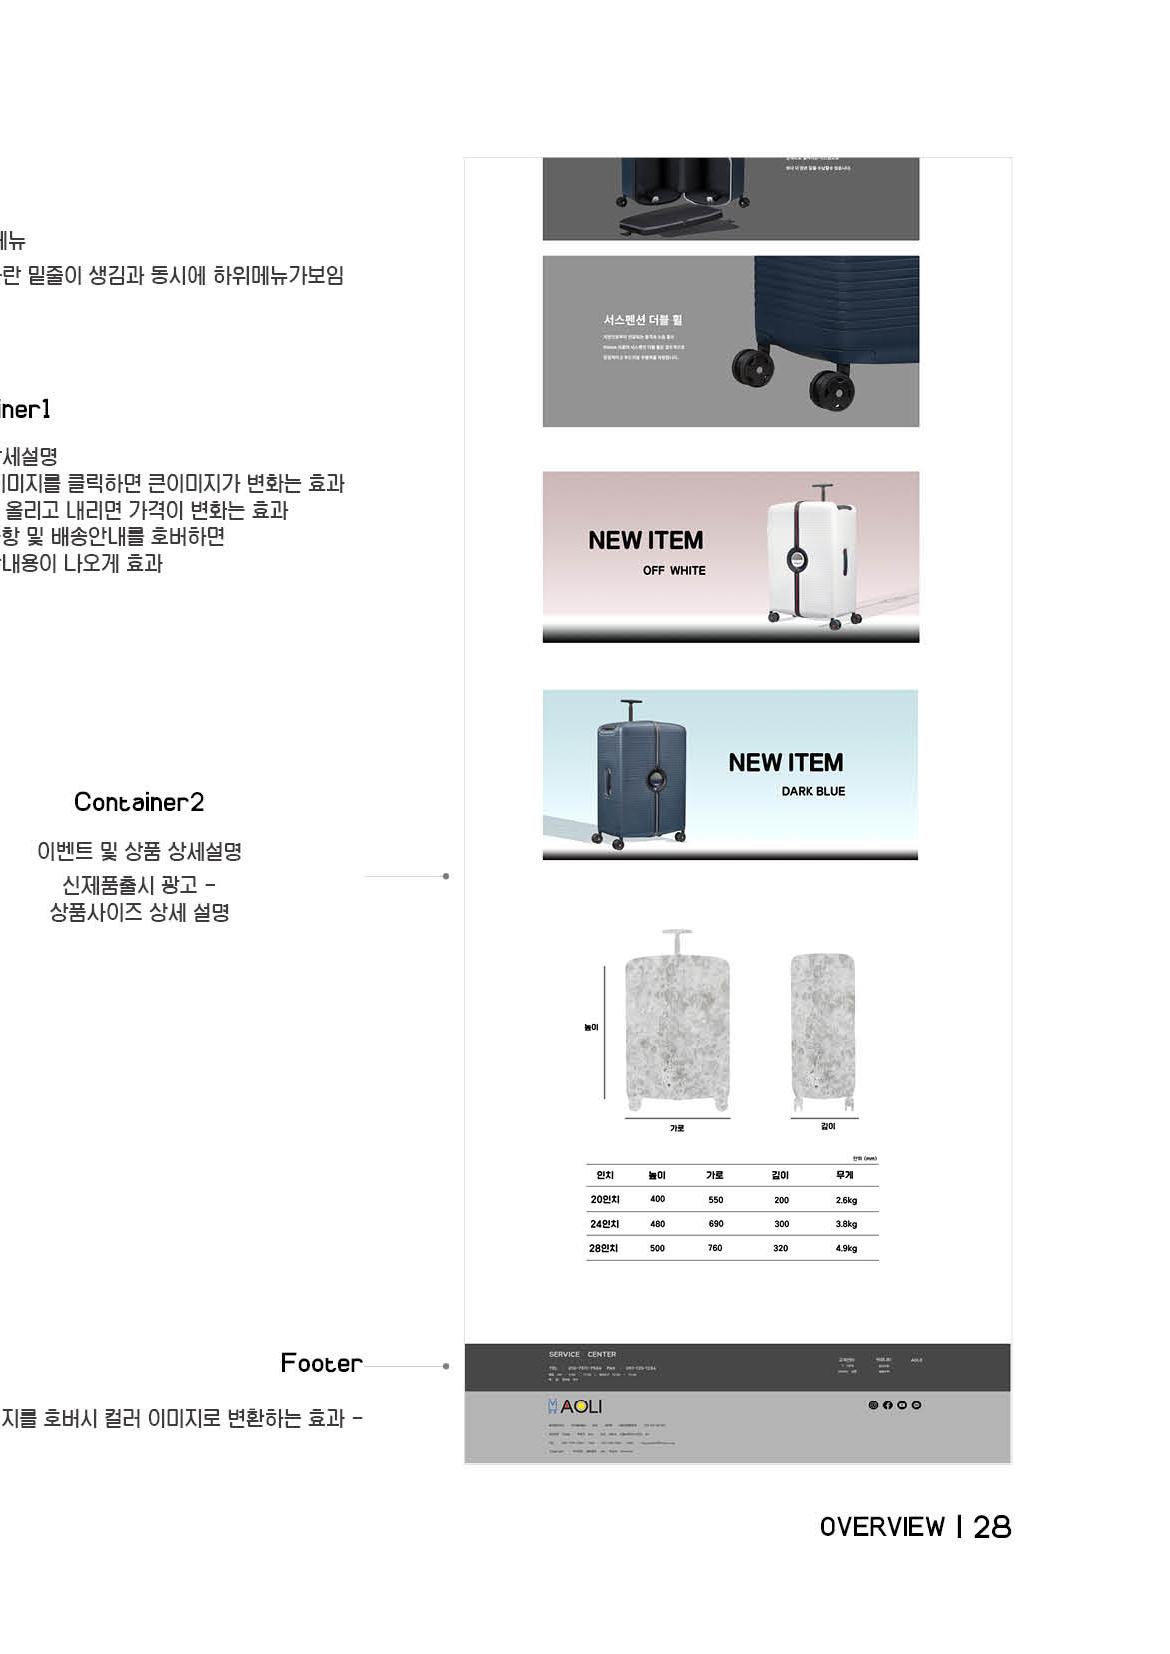 메뉴
란 밑줄이 생김과 동시에 하위메뉴가보임
iner1
세설명
이미지를 클릭하면 큰이미지가 변화는 효과
올리고 내리면 가격이 변화는 효과
항 및 배송안내를 호버하면
내용이 나오게 효과
Container2
이벤트 및 상품 상세설명
신제품출시 광고 -
상품사이즈 상세 설명
Footer
지를 호버시 컬러 이미지로 변환하는 효과 -
서스펜션 더블 휠
NEW ITEM
OFF WHITE
NEW ITEM
DARK BLUE
높이
가로
깊이
단위 (mm)
인치 높이 가로 깊이 무게
20인치 400 550 200 2.6kg
24인치 480 690 300 3.8kg
28인치 500 760 320 4.9kg
SERVICE CENTER
TEL
FAX
AOLI
AOLI
OVERVIEW | 28